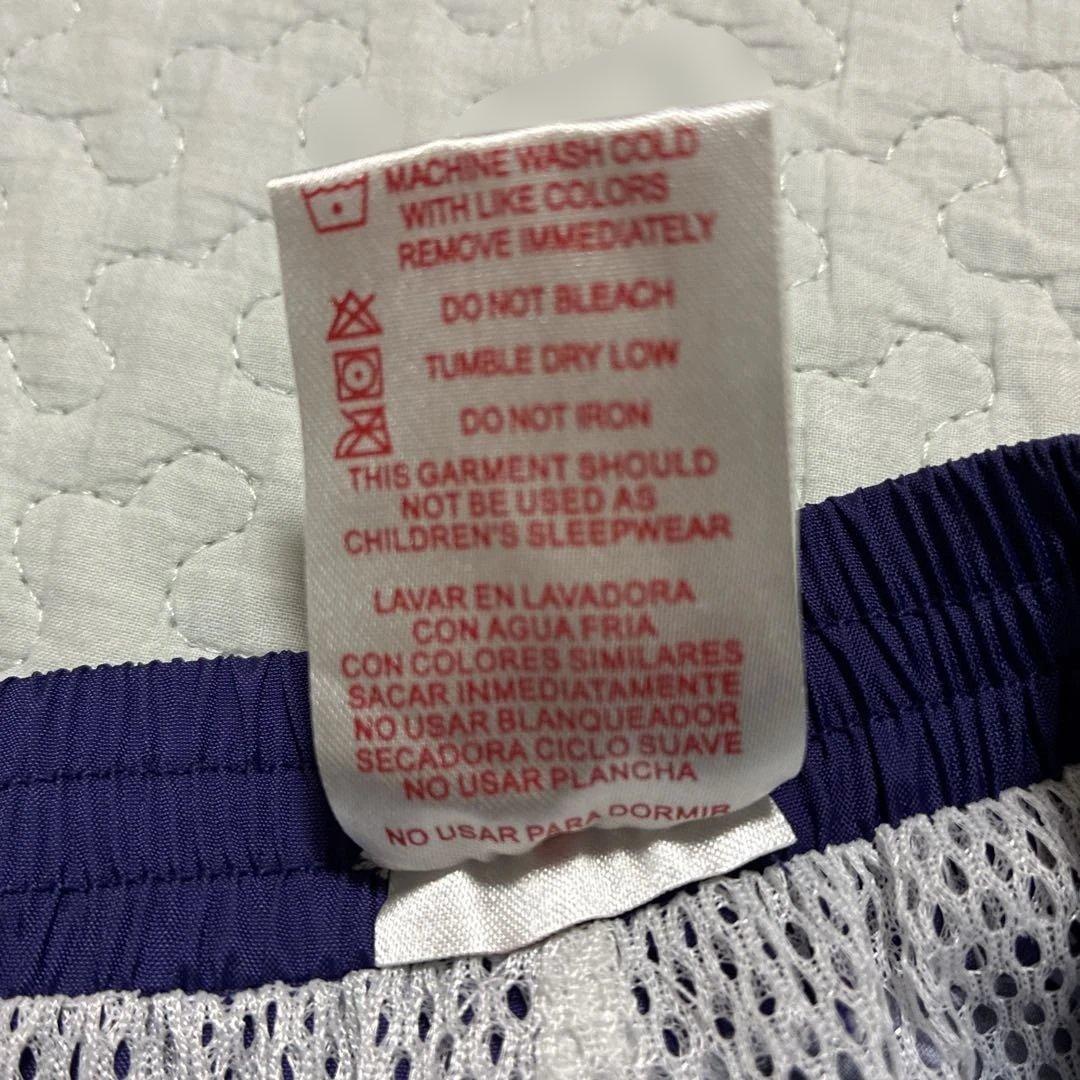 MACHINE WASH COLD
WITH LIKE COLORS
REMOVE IMMEDIATELY
DO NOT BLEACH
TUMBLE DRY LOW
DO NOT IRON
THIS GARMENT SHOULD
NOT BE USED AS
CHILDREN'S SLEEPWEAR
LAVAR EN LAVADORA
CON AGUA FRIA
CON COLORES SIMILARES
SACAR INMEDIATAMENTE
NO USAR BLANQUEADOR
SECADORA CICLO SUAVE
NO USAR PLANCHA
NO USAR PARA DORMIR